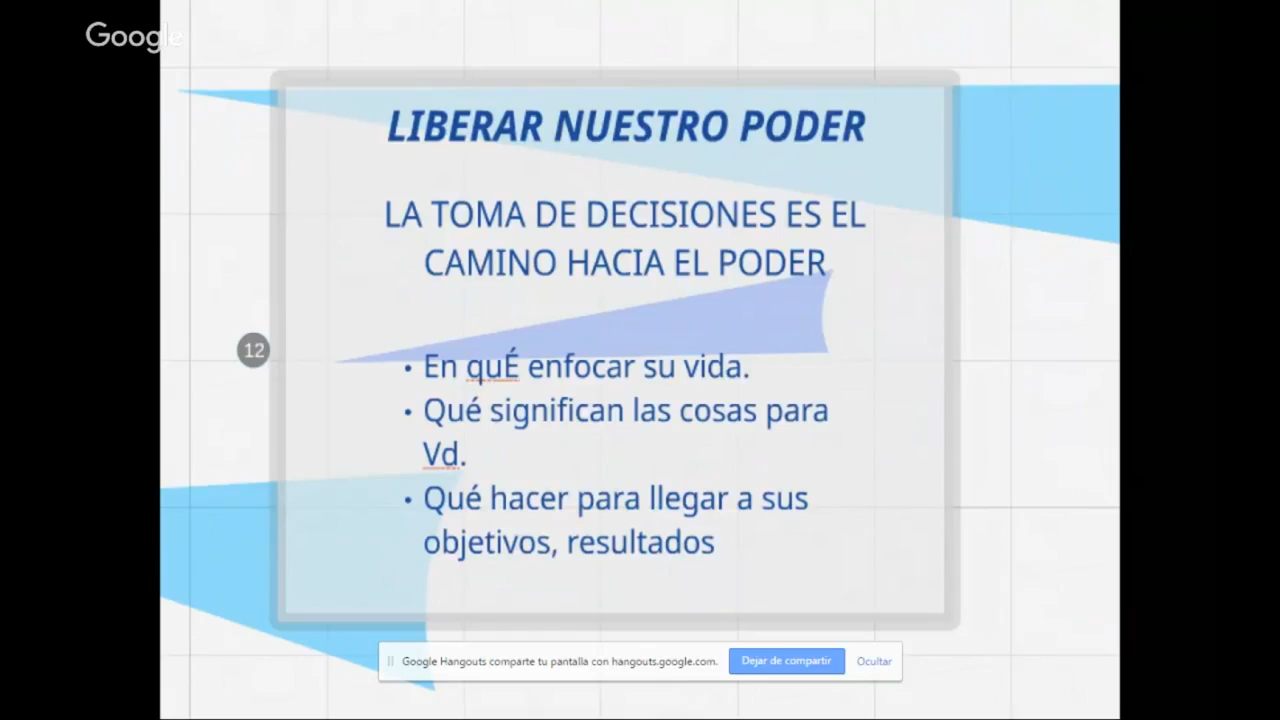 Google
LIBERAR NUESTRO PODER
LA TOMA DE DECISIONES ES EL
CAMINO HACIA EL PODER
12
• En quÉ enfocar su vida.
• Qué significan las cosas para
Vd.
• Qué hacer para llegar a sus
objetivos, resultados
Google Hangouts comparte tu pantalla con hangouts.google.com. Dejar de compartir Ocultar